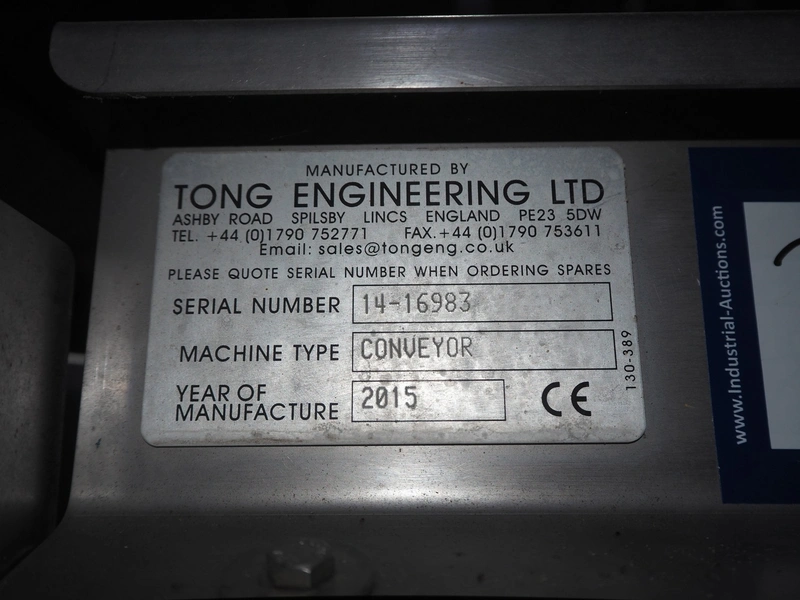 MANUFACTURED BY
TONG ENGINEERING LTD
ASHBY ROAD SPILSBY LINCS ENGLAND PE23 5DW
TEL. +44 (0)1790 752771 FAX. +44 (0)1790 753611
Email: sales@tongeng.co.uk
PLEASE QUOTE SERIAL NUMBER WHEN ORDERING SPARES
SERIAL NUMBER 14-16983
MACHINE TYPE CONVEYOR
YEAR OF
MANUFACTURE 2015
CE
130-389
www.Industrial-Auctions.com